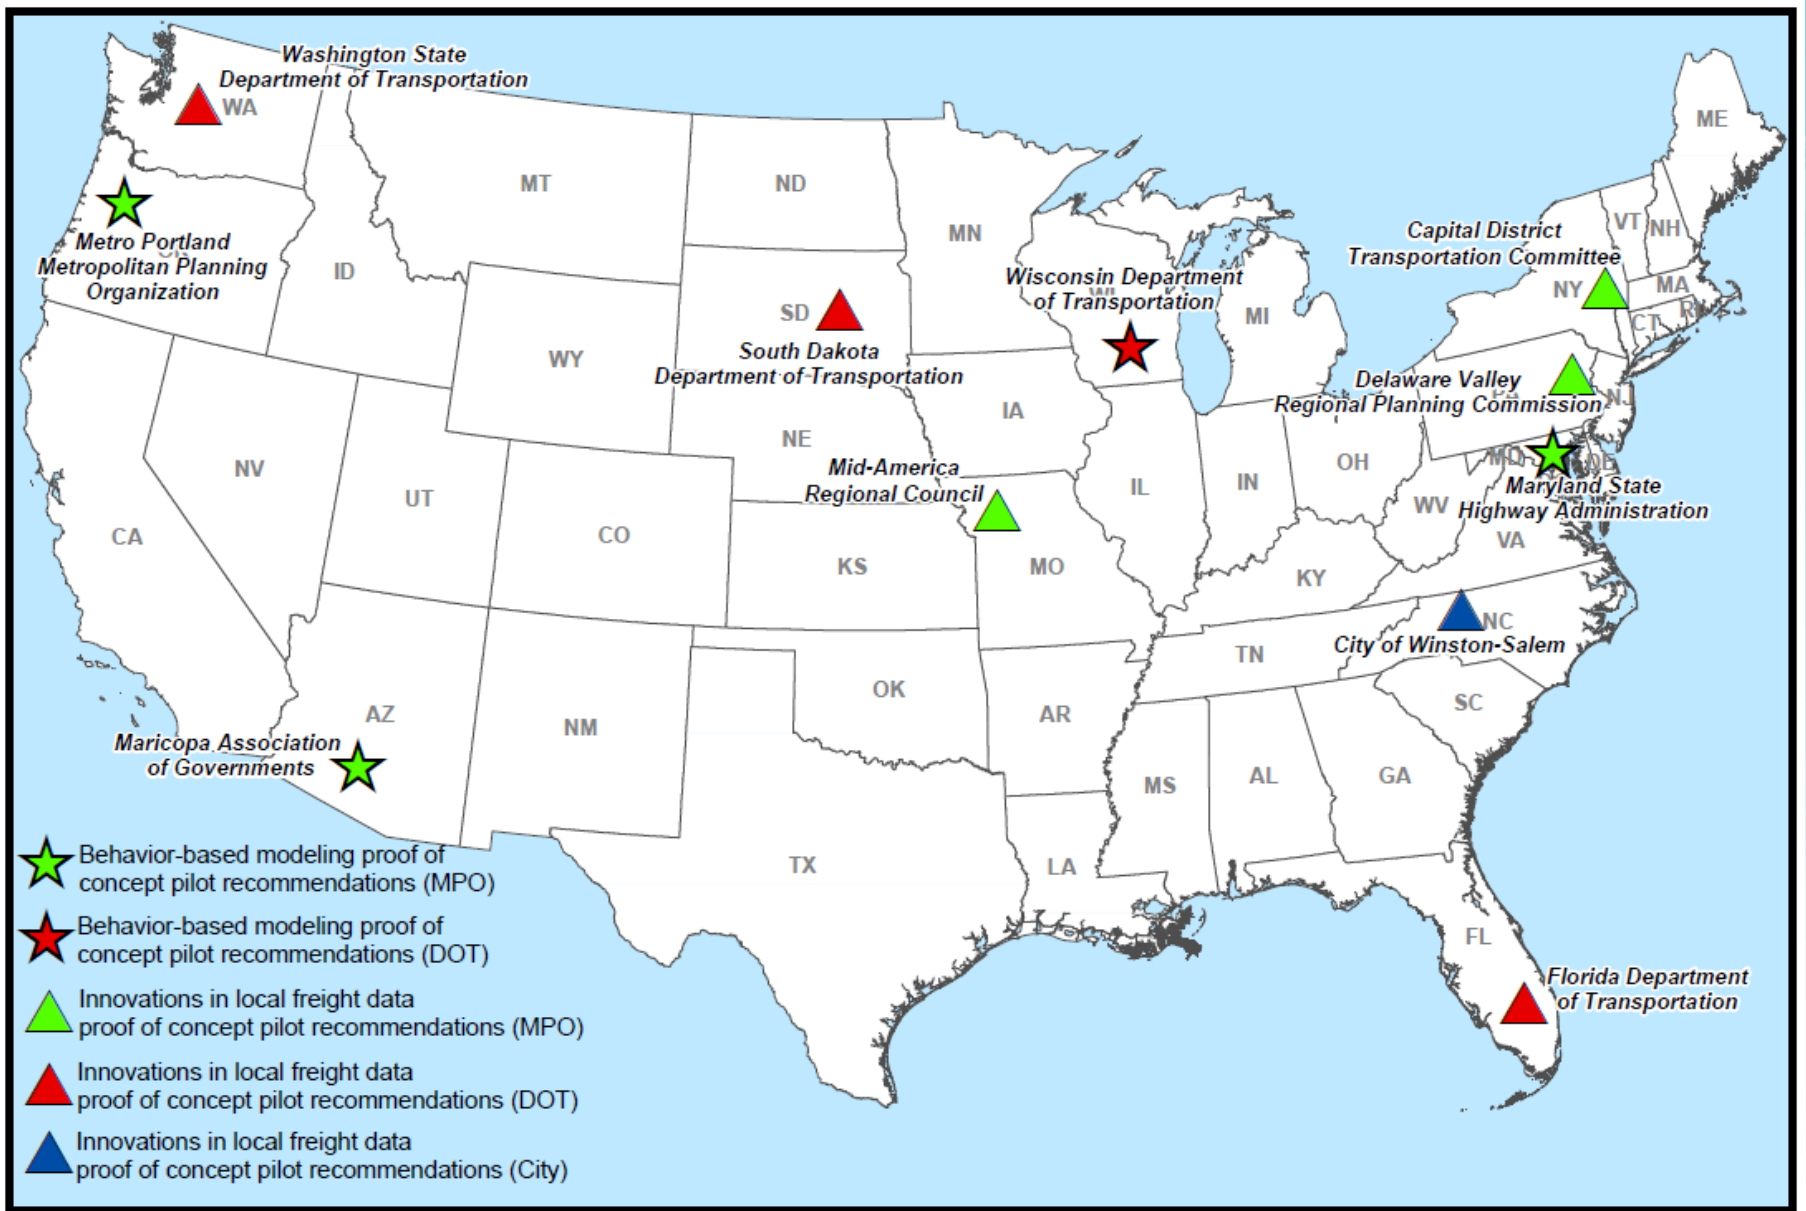 Washington State
Department of Transportation
WA
ME
MT
ND
MN
VT
NH
Metro Portland
Metropolitan Planning
Organization
ID
Capital District
Transportation Committee
NY
MA
Wisconsin Department
of Transportation
MI
CT
SD
South Dakota
Department of Transportation
WY
IA
Delaware Valley
Regional Planning Commission
NJ
NE
NV
UT
CO
Mid-America
Regional Council
IL
IN
OH
MD
DE
WV
Maryland State
Highway Administration
VA
CA
KS
MO
KY
NC
City of Winston-Salem
TN
SC
OK
AR
AZ
NM
Maricopa Association
of Governments
MS
AL
GA
TX
LA
FL
Florida Department
of Transportation
Behavior-based modeling proof of
concept pilot recommendations (MPO)
Behavior-based modeling proof of
concept pilot recommendations (DOT)
Innovations in local freight data
proof of concept pilot recommendations (MPO)
Innovations in local freight data
proof of concept pilot recommendations (DOT)
Innovations in local freight data
proof of concept pilot recommendations (City)